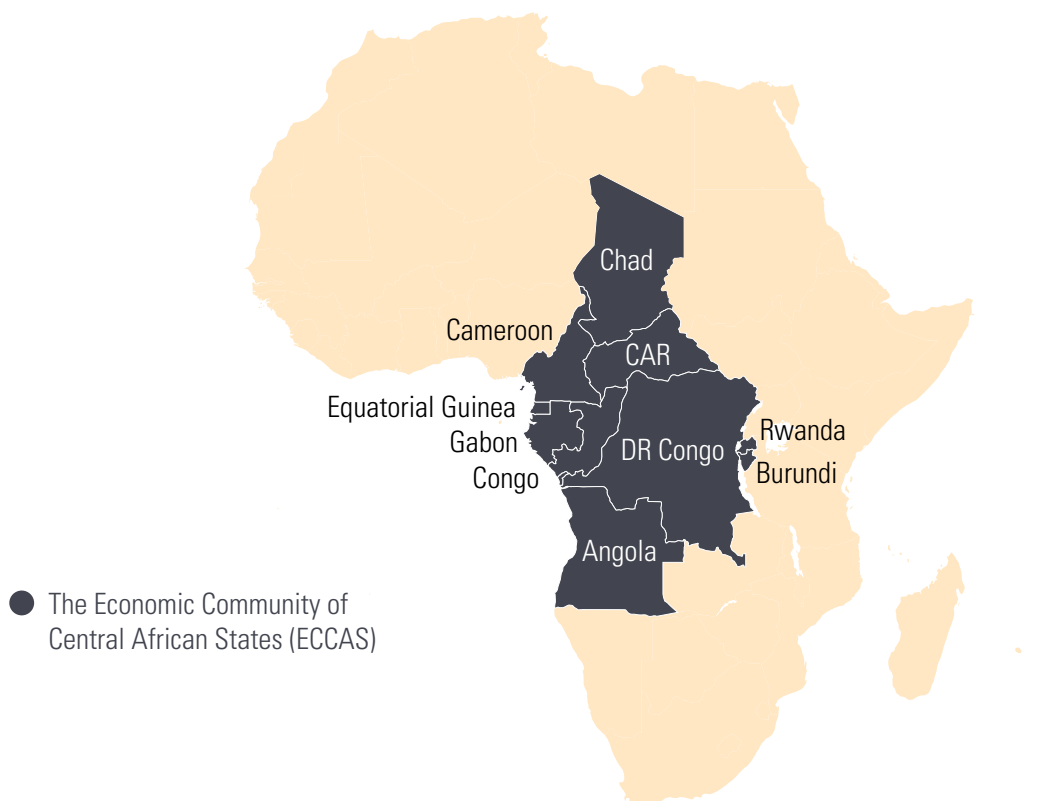 Chad
Cameroon
CAR
Equatorial Guinea
Gabon
Congo
DR Congo
Rwanda
Burundi
Angola
The Economic Community of
Central African States (ECCAS)